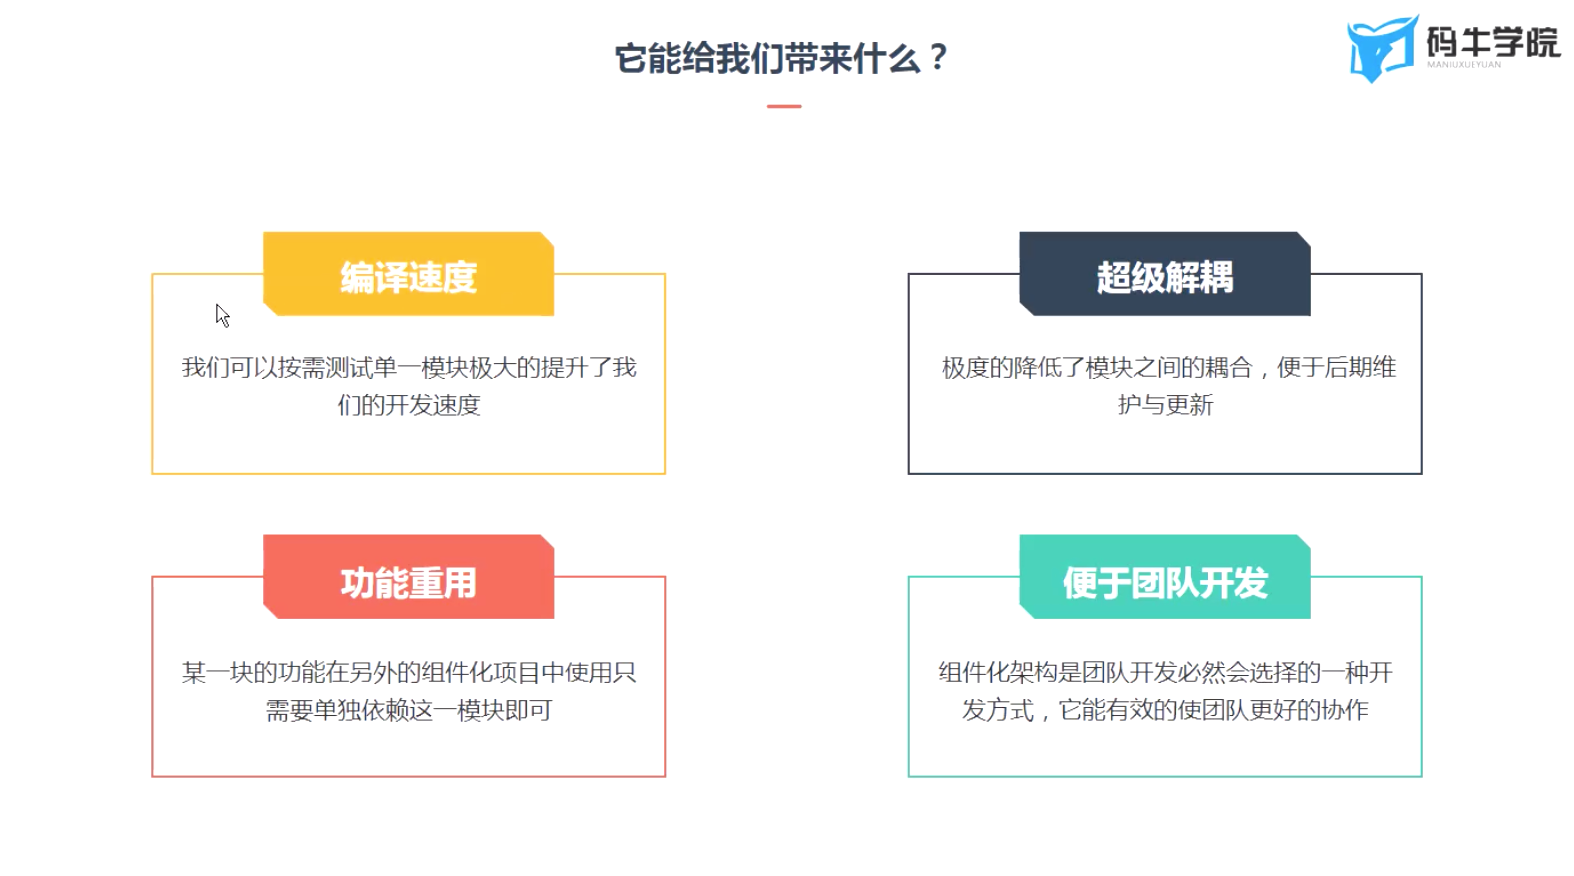 它能给我们带来什么？
码牛学院
MANIUXUEYUAN
编译速度
我们可以按需测试单一模块极大的提升了我
们的开发速度
超级解耦
极度的降低了模块之间的耦合，便于后期维
护与更新
功能重用
某一块的功能在另外的组件化项目中使用只
需要单独依赖这一模块即可
便于团队开发
组件化架构是团队开发必然会选择的一种开
发方式，它能有效的使团队更好的协作